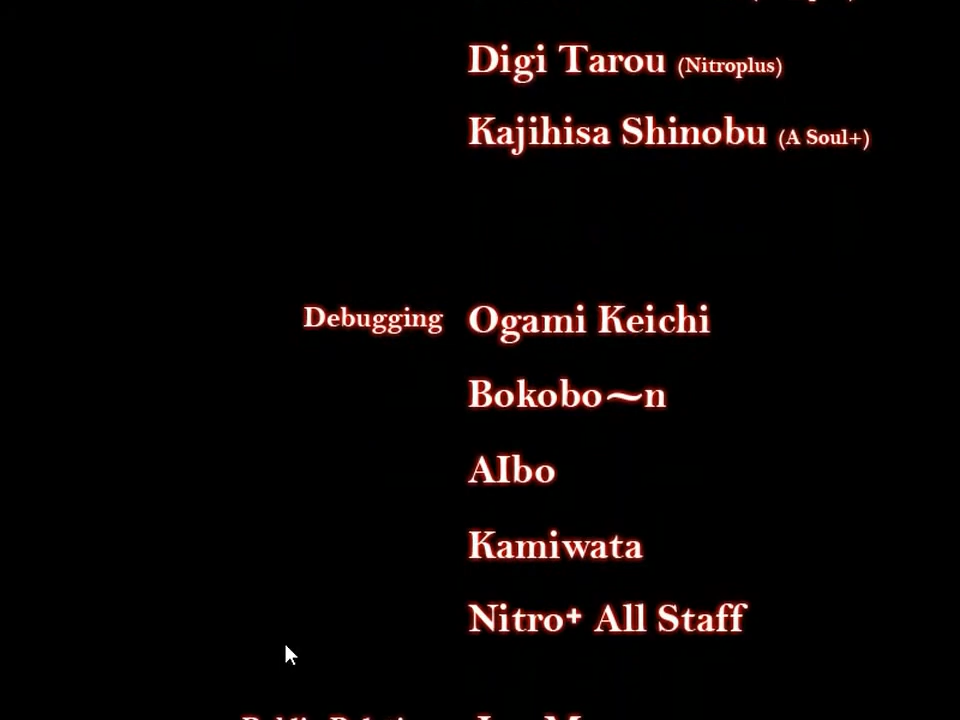 Digi Tarou (Nitroplus)
Kajihisa Shinobu (A Soul+)
Debugging Ogami Keichi
Bokobo～n
AIbo
Kamiwata
Nitro+ All Staff